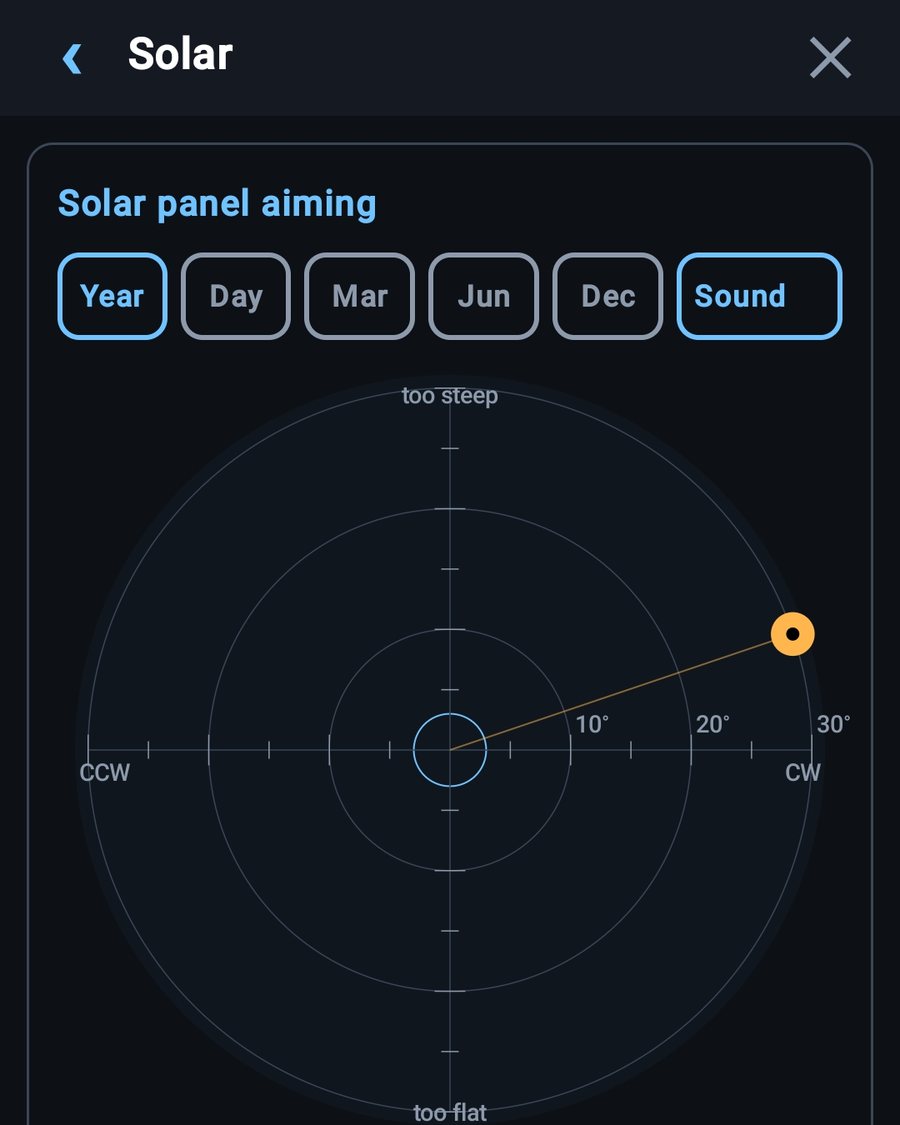 Solar
Solar panel aiming
Year Day Mar Jun Dec Sound
too steep
10° 20° 30°
CCW CW
too flat